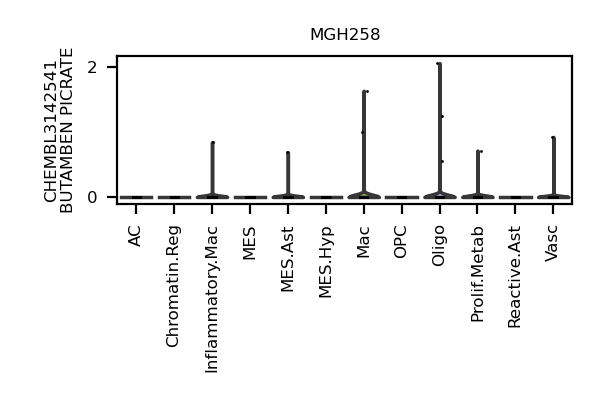 MGH258
CHEMBL3142541
BUTAMBEN PICRATE
2
0
AC
Chromatin.Reg
Inflammatory.Mac
MES
MES.Ast
MES.Hyp
Mac
OPC
Oligo
Prolif.Metab
Reactive.Ast
Vasc